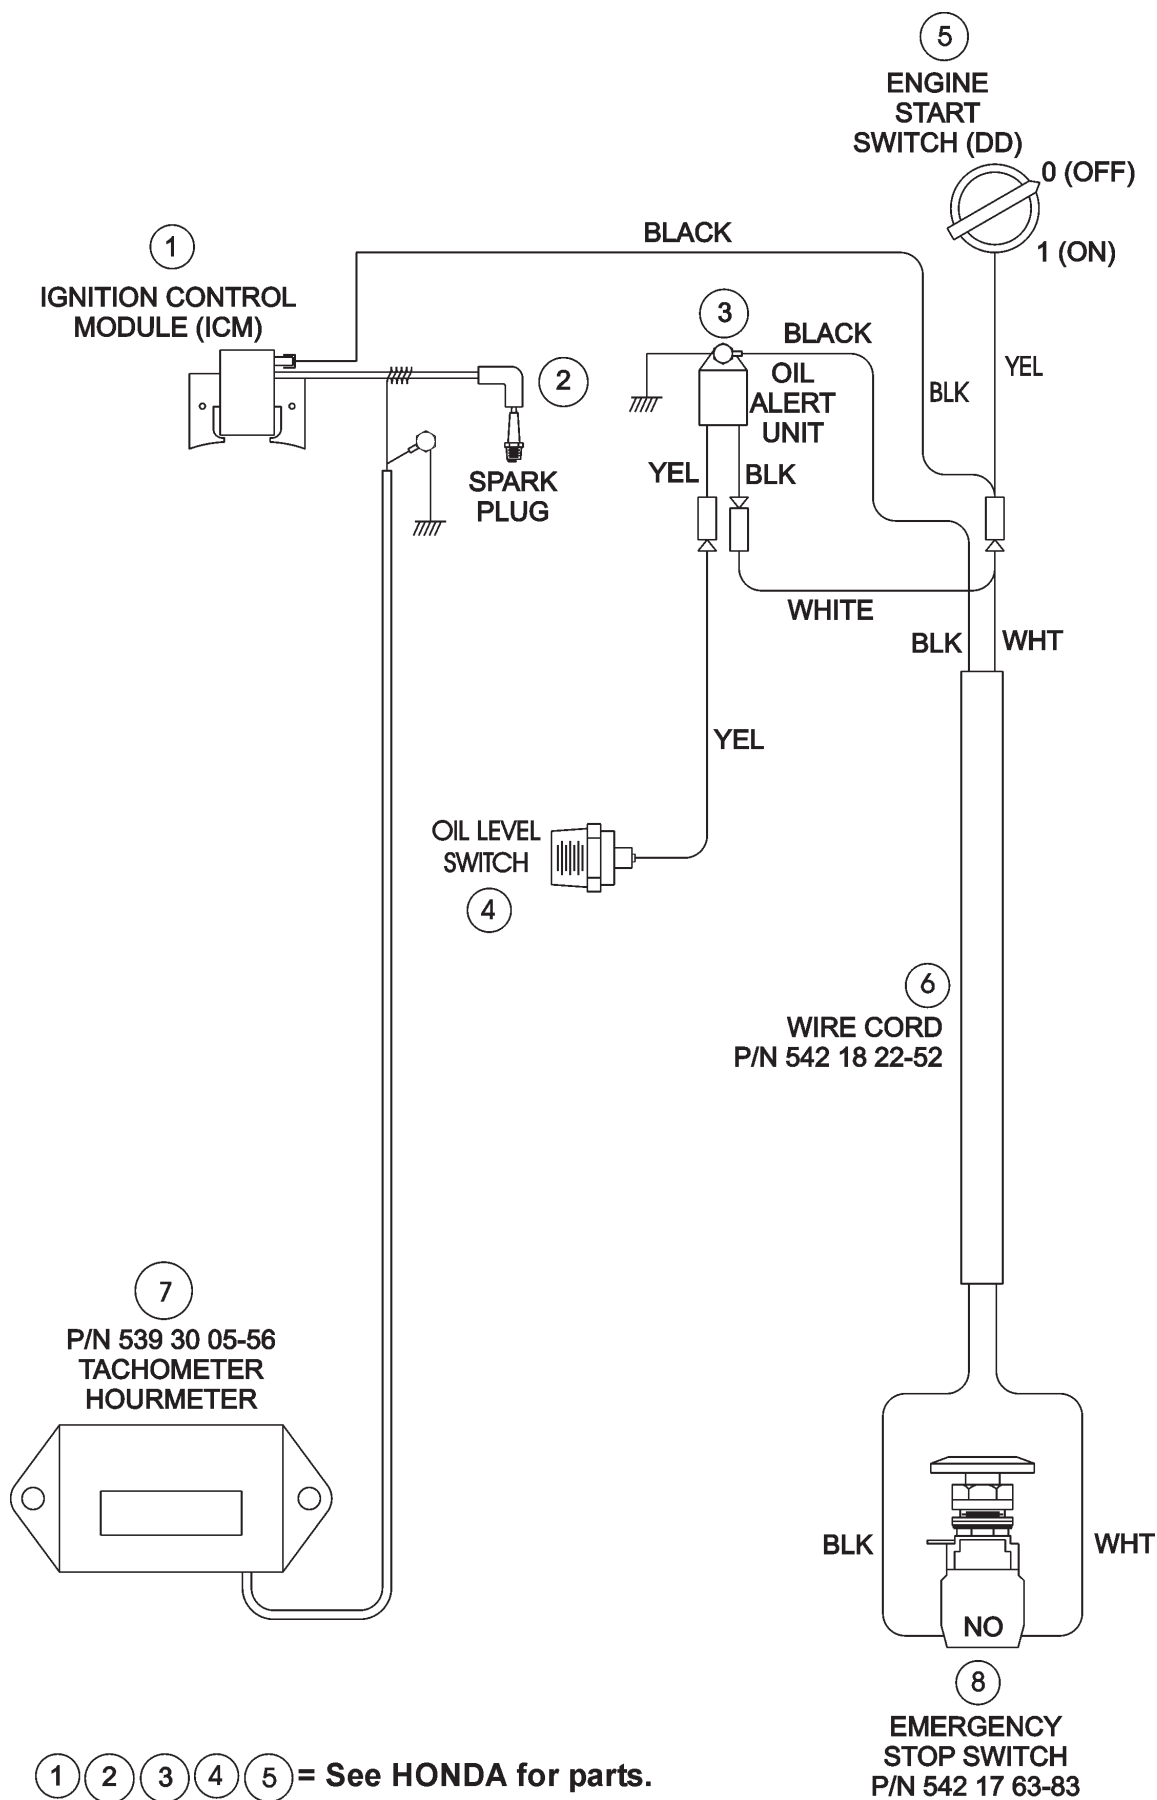 5
ENGINE
START
SWITCH (DD)
0 (OFF)
1 (ON)
BLACK
1
IGNITION CONTROL
MODULE (ICM)
3
BLACK
OIL
ALERT
UNIT
2
BLK
YEL
YEL
BLK
SPARK
PLUG
WHITE
BLK
WHT
YEL
OIL LEVEL
SWITCH
4
6
WIRE CORD
P/N 542 18 22-52
7
P/N 539 30 05-56
TACHOMETER
HOURMETER
BLK
WHT
NO
8
EMERGENCY
STOP SWITCH
P/N 542 17 63-83
1 2 3 4 5 = See HONDA for parts.